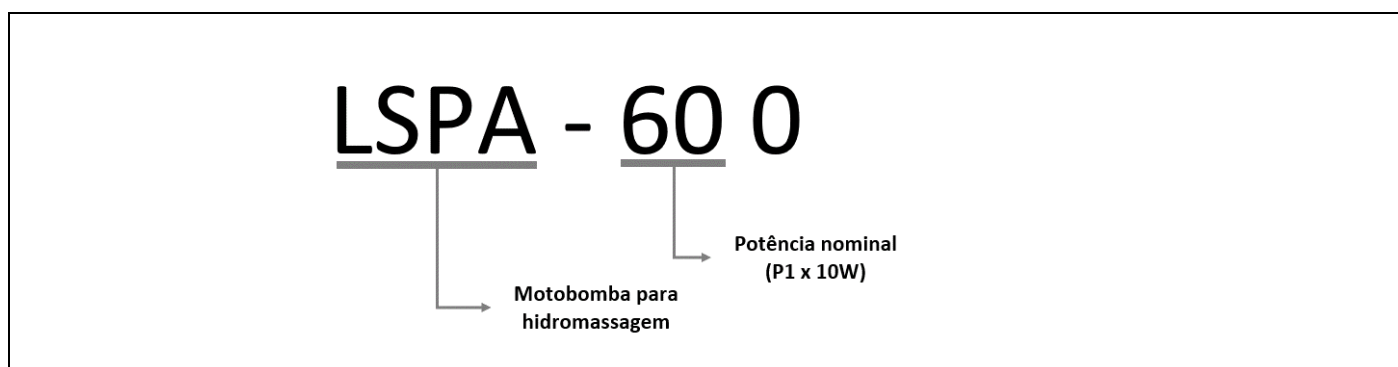 LSPA - 60 0
Potência nominal
(P1 x 10W)
Motobomba para
hidromassagem